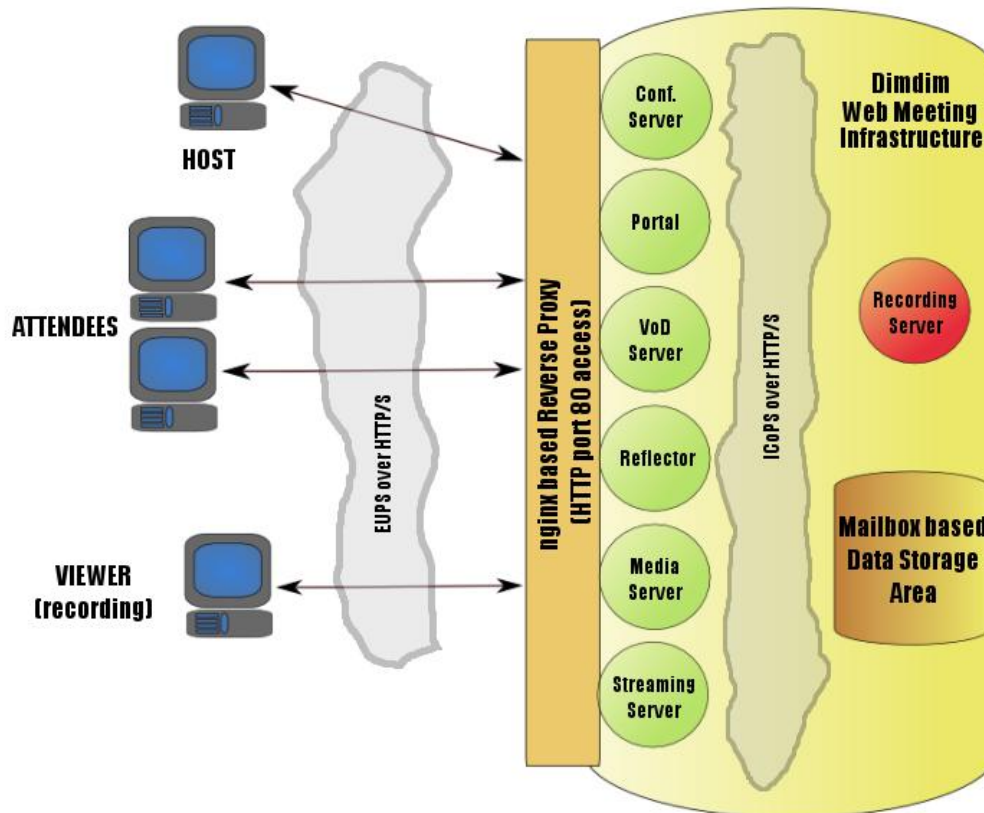 HOST
ATTENDEES
VIEWER
(recording)
EUPS over HTTP/S
nginx based Reverse Proxy
(HTTP port 80 access)
Conf.
Server
Portal
VoD
Server
Reflector
Media
Server
Streaming
Server
ICoPS over HTTP/S
Dimdim
Web Meeting
Infrastructure
Recording
Server
Mailbox based
Data Storage
Area